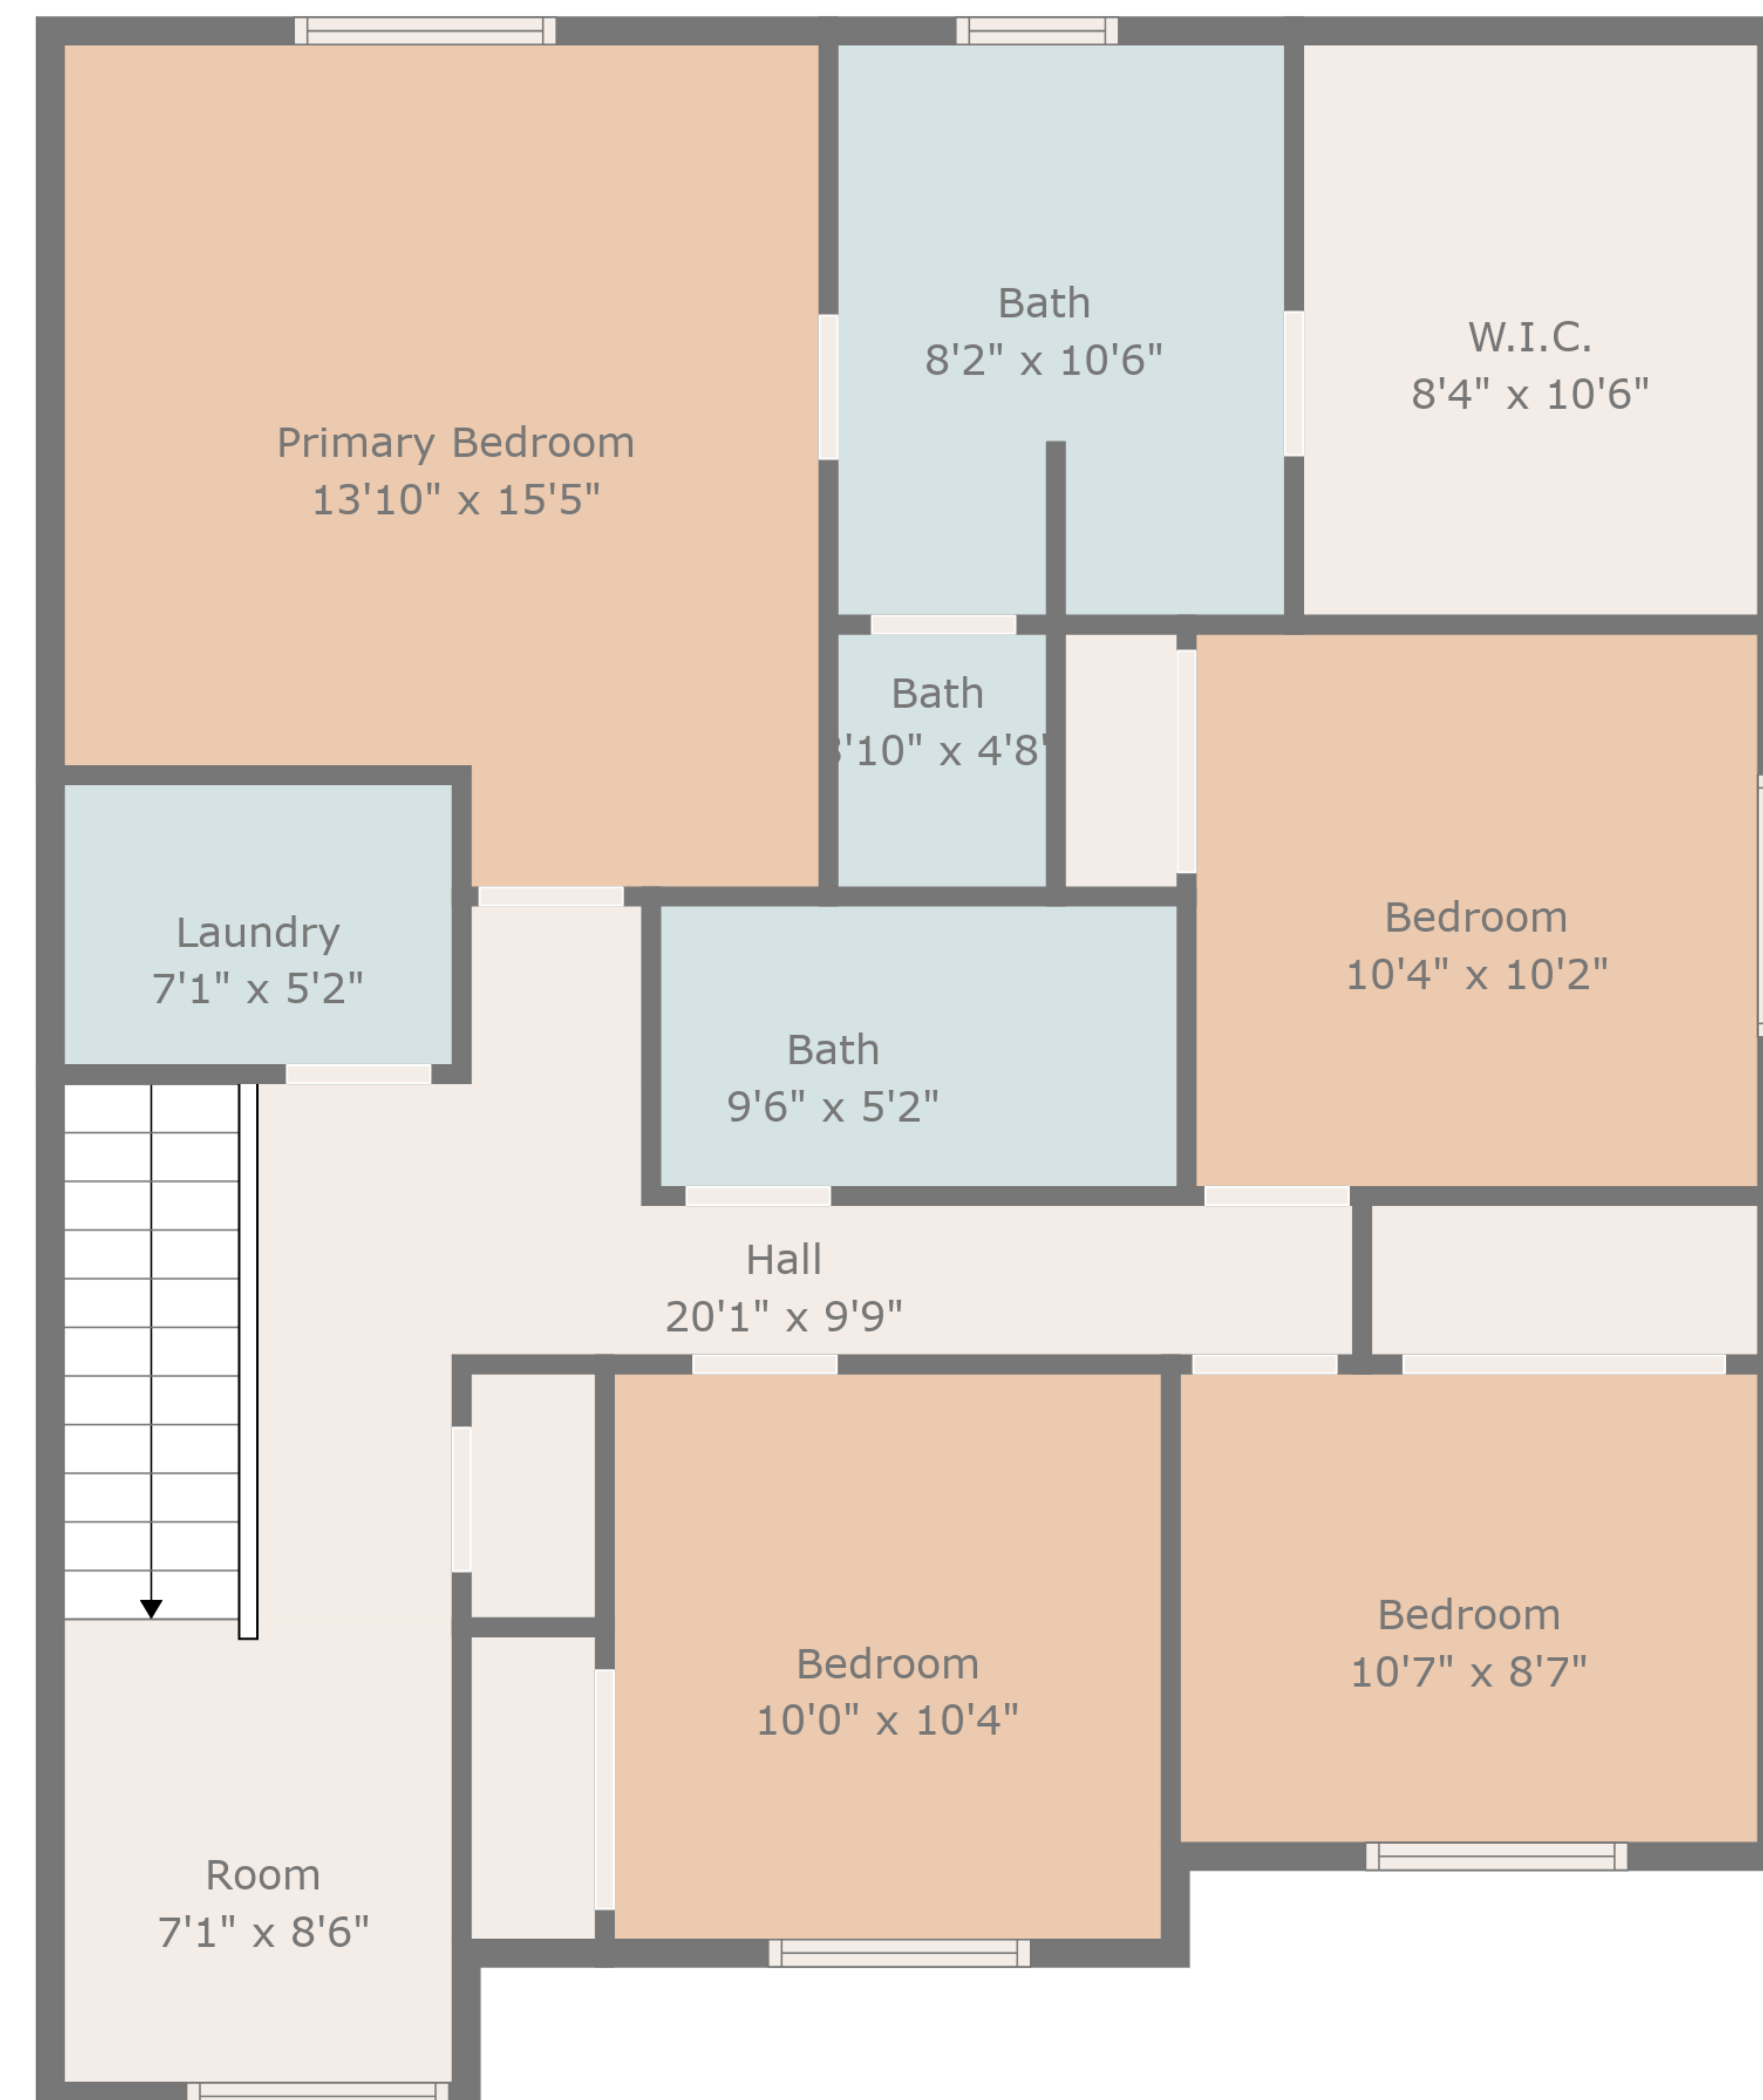 Bath
8'2" x 10'6"
W.I.C.
8'4" x 10'6"
Primary Bedroom
13'10" x 15'5"
Bath
'10" x 4'8"
Laundry
7'1" x 5'2"
Bedroom
10'4" x 10'2"
Bath
9'6" x 5'2"
Hall
20'1" x 9'9"
Bedroom
10'7" x 8'7"
Bedroom
10'0" x 10'4"
Room
7'1" x 8'6"